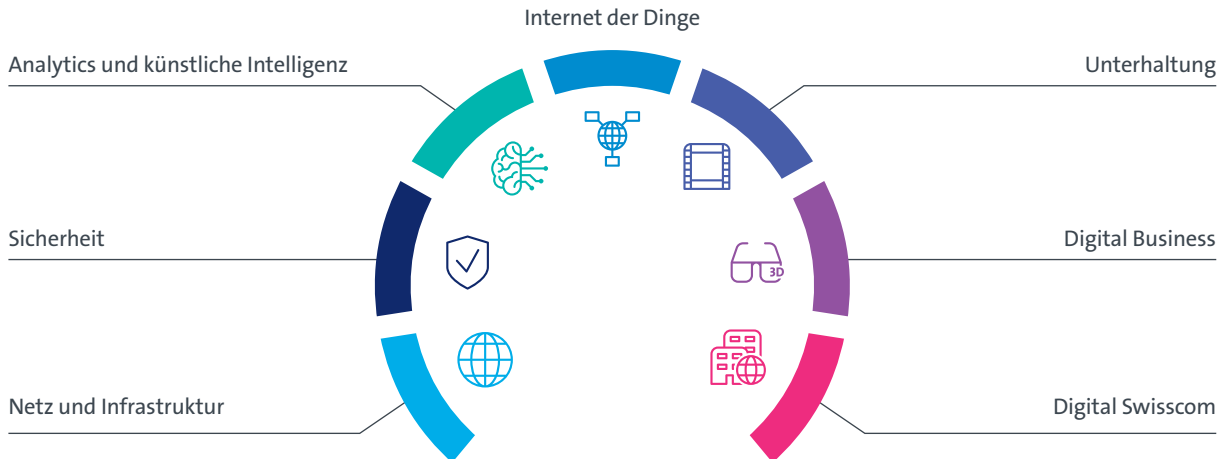 Internet der Dinge
Analytics und künstliche Intelligenz
Unterhaltung
Sicherheit
Digital Business
3D
Netz und Infrastruktur
Digital Swisscom